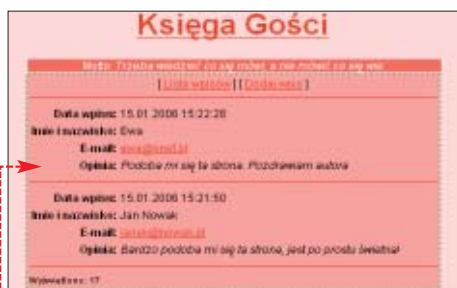 Księga Gości
Motto: Trzeba wiedzieć co się mówi, a nie mówić co się wie
[ Lista wpisów ] [ Dodaj wpis ]
Data wpisu: 15.01.2006 15:22:28
Imię i nazwisko: Ewa
E-mail:
Opinia: Podoba mi się ta strona. Pozdrawiam autora
Data wpisu: 15.01.2006 15:21:50
Imię i nazwisko: Jan Nowak
E-mail:
Opinia: Bardzo podoba mi się ta strona, jest po prostu świetna!
Wyświetlono: 17